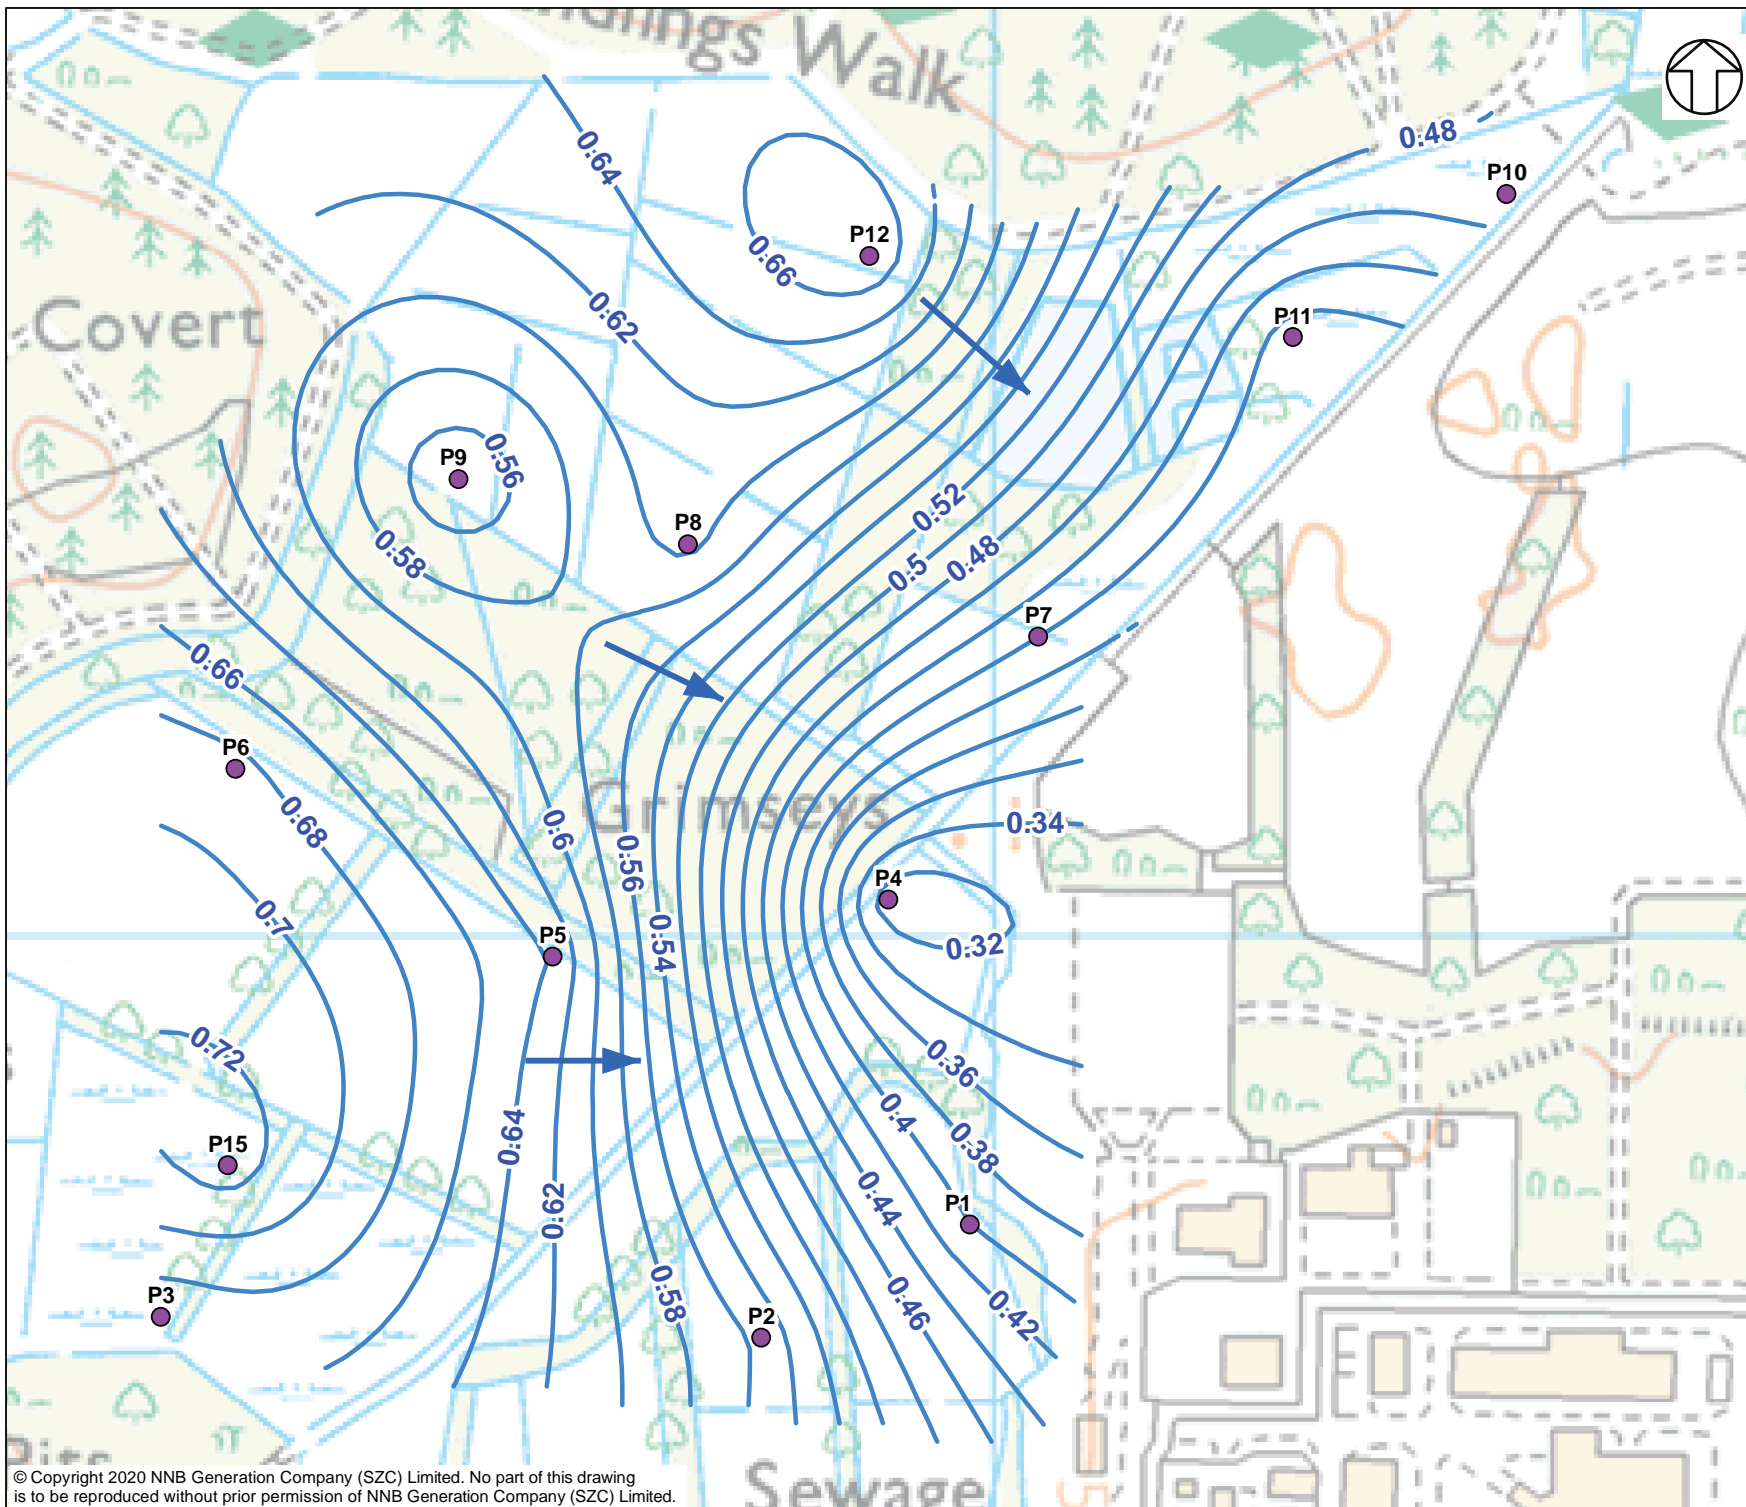 Walk
0.48
P10
0.64
P12
0.66
P11
Covert
0.62
P9
0.56
0.52
P8
0.58
0.5
0.48
P7
0.66
P6
0.68
0.6
Grimseys
0.34
0.56
P4
0.7
0.54
P5
0.32
0.72
0.36
0.4
0.64
P15
0.38
0.62
0.44
P1
0.58
P3
P2
0.46
0.42
Sewage
© Copyright 2020 NNB Generation Company (SZC) Limited. No part of this drawing
is to be reproduced without prior permission of NNB Generation Company (SZC) Limited.